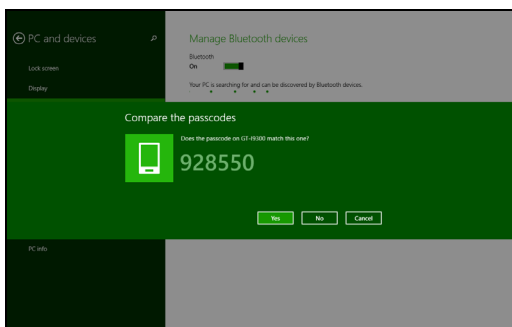 PC and devices
Lock screen
Display
Manage Bluetooth devices
Bluetooth
On
Your PC is searching for and can be discovered by Bluetooth devices.
Compare the passcodes
Does the passcode on GT-I9300 match this one?
928550
Yes
No
Cancel
PC info